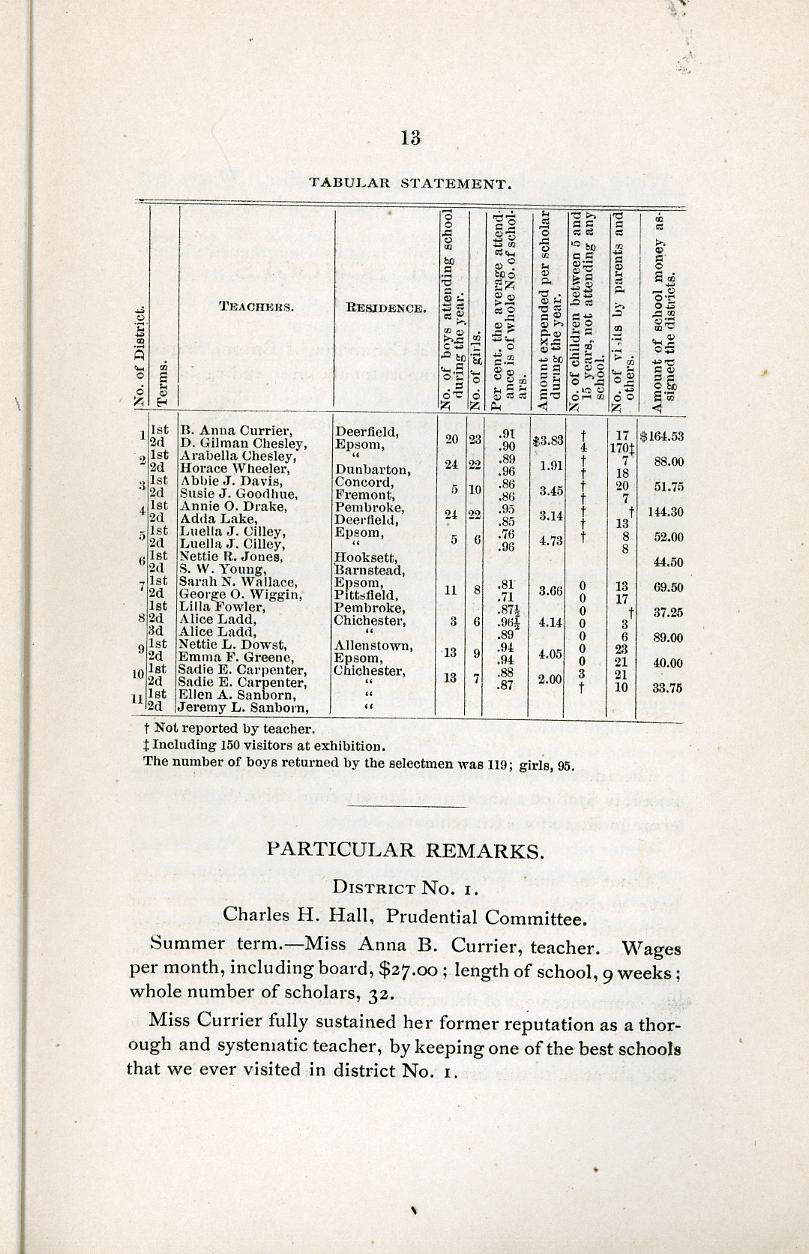 13
TABULAR STATEMENT.
No. of District. Terms. TEACHERS. RESIDENCE. No. of boys attending school during the year. No. of girls. Per cent. the average attendance is of whole No. of scholars. Amount expended per scholar during the year. No. of children between 5 and 15 years, not attending any school. No. of visits by parents and others. Amount of school money assigned the districts.
1 1st B. Anna Currier, Deerfield, 20 23 .91 $3.83 † 17 $164.53
2d D. Gilman Chesley, Epsom, .90 4 170‡
2 1st Arabella Chesley, “ 24 22 .89 1.91 † 7 88.00
2d Horace Wheeler, Dunbarton, .96 † 18
3 1st Abbie J. Davis, Concord, 5 10 .86 3.45 † 20 51.75
2d Susie J. Goodhue, Fremont, .86 † 7
4 1st Annie O. Drake, Pembroke, 24 22 .95 3.14 † † 144.30
2d Adda Lake, Deerfield, .85 † 13
5 1st Luella J. Cilley, Epsom, 5 6 .76 4.73 † 8 52.00
2d Luella J. Cilley, “ .96 8
6 1st Nettie R. Jones, Hooksett, 44.50
2d S. W. Young, Barnstead,
7 1st Sarah N. Wallace, Epsom, 11 8 .81 3.66 0 13 69.50
2d George O. Wiggin, Pittsfield, .71 0 17
1st Lilla Fowler, Pembroke, .87½ 0 † 37.25
8 2d Alice Ladd, Chichester, 3 6 .96½ 4.14 0 3
3d Alice Ladd, “ .89 0 6 89.00
9 1st Nettie L. Dowst, Allenstown, 13 9 .94 4.05 0 23
2d Emma F. Greene, Epsom, .94 0 21 40.00
10 1st Sadie E. Carpenter, Chichester, 13 7 .88 2.00 3 21
2d Sadie E. Carpenter, “ .87 † 10 33.75
11 1st Ellen A. Sanborn, “
2d Jeremy L. Sanborn, “
† Not reported by teacher.
‡ Including 150 visitors at exhibition.
The number of boys returned by the selectmen was 119; girls, 95.
PARTICULAR REMARKS.
DISTRICT NO. 1.
Charles H. Hall, Prudential Committee.
Summer term.—Miss Anna B. Currier, teacher. Wages
per month, including board, $27.00; length of school, 9 weeks;
whole number of scholars, 32.
Miss Currier fully sustained her former reputation as a thor-
ough and systematic teacher, by keeping one of the best schools
that we ever visited in district No. 1.